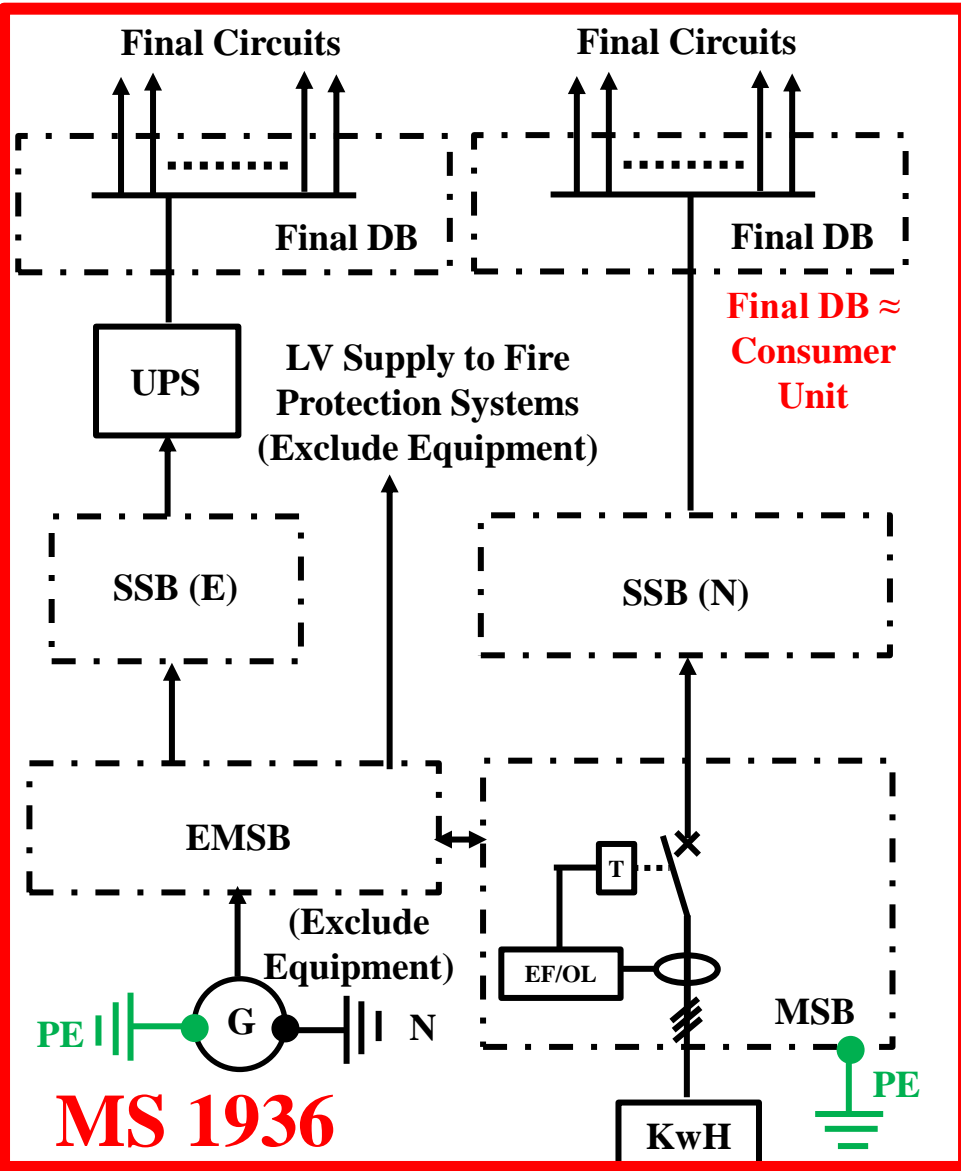 Final Circuits
Final Circuits
Final DB
Final DB
Final DB ≈
Consumer
Unit
UPS
LV Supply to Fire
Protection Systems
(Exclude Equipment)
SSB (E)
SSB (N)
EMSB
T
EF/OL
(Exclude
Equipment)
G
PE
N
MSB
PE
MS 1936
KwH